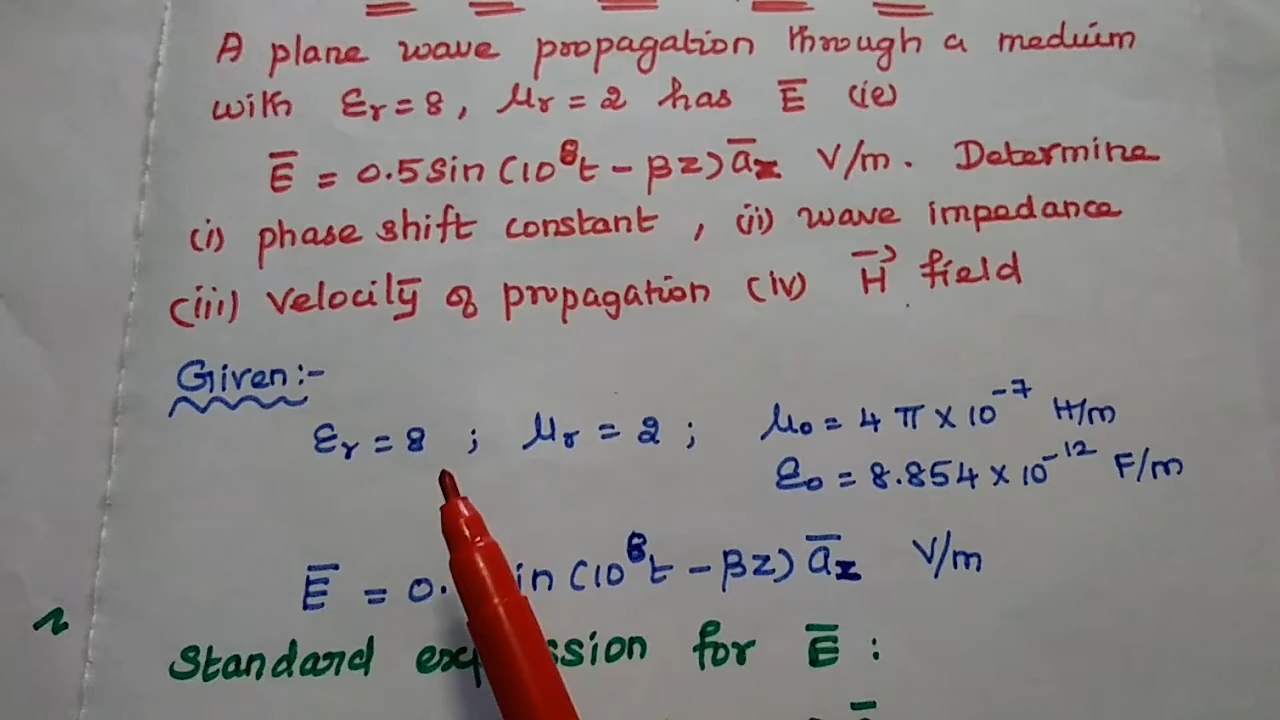 A plane wave propagation through a medium
with εr = 8, μr = 2 has E̅ (ie)
E̅ = 0.5 sin (10⁸t - βz) a̅x V/m. Determine
(i) phase shift constant, (ii) wave impedance
(iii) Velocity of propagation (iv) H⃗ field
Given:-
εr = 8 ; μr = 2 ; μ₀ = 4π × 10⁻⁷ H/m
ε₀ = 8.854 × 10⁻¹² F/m
E̅ = 0. in (10⁸t - βz) a̅x V/m
Standard for E̅ :